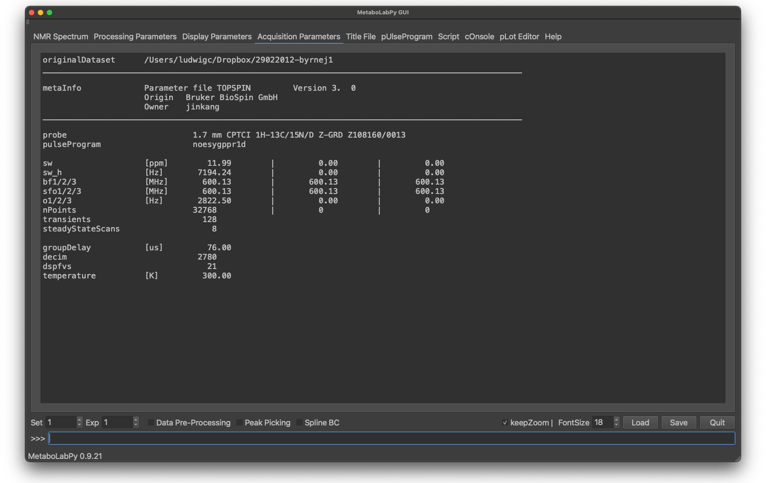 MetaboLabPy GUI
NMR Spectrum Processing Parameters Display Parameters Acquisition Parameters Title File pUlseProgram Script cOnsole pLot Editor Help
originalDataset /Users/ludwigc/Dropbox/29022012-byrnej1
metaInfo Parameter file TOPSPIN Version 3. 0
Origin Bruker BioSpin GmbH
Owner jinkang
probe 1.7 mm CPTCI 1H-13C/15N/D Z-GRD Z108160/0013
pulseProgram noesygppr1d
sw [ppm] 11.99 | 0.00 | 0.00
sw_h [Hz] 7194.24 | 0.00 | 0.00
bf1/2/3 [MHz] 600.13 | 600.13 | 600.13
sfo1/2/3 [MHz] 600.13 | 600.13 | 600.13
o1/2/3 [Hz] 2822.50 | 0.00 | 0.00
nPoints 32768 | 0 | 0
transients 128
steadyStateScans 8
groupDelay [us] 76.00
decim 2780
dspfvs 21
temperature [K] 300.00
Set 1 Exp 1 Data Pre-Processing Peak Picking Spline BC keepZoom | FontSize 18 Load Save Quit
>>>
MetaboLabPy 0.9.21